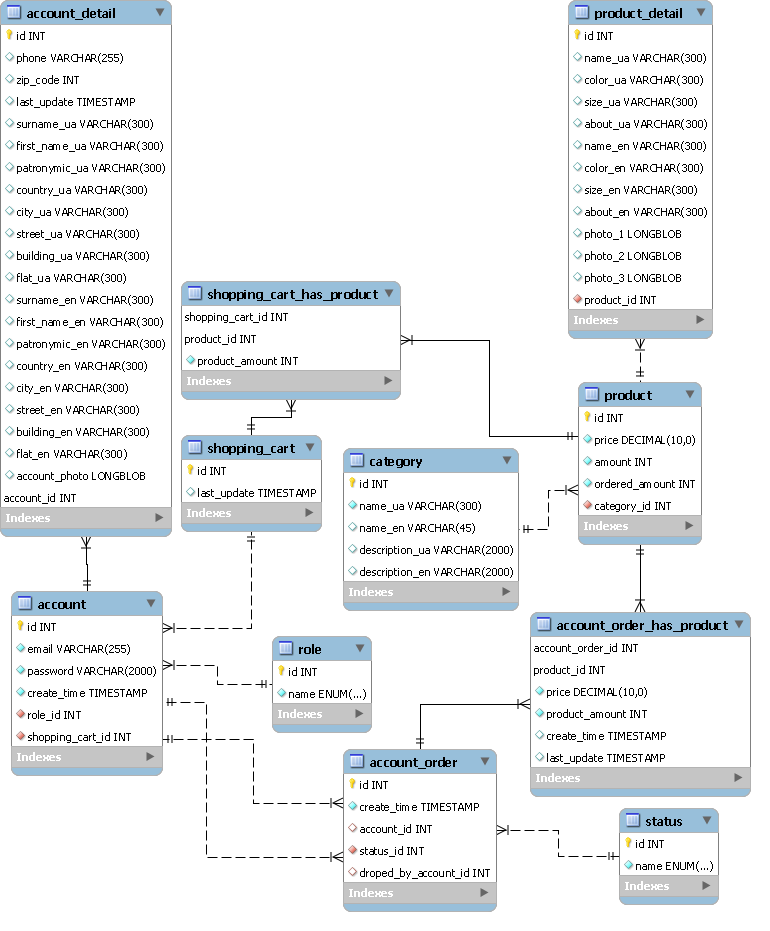 account_detail
id INT
phone VARCHAR(255)
zip_code INT
last_update TIMESTAMP
surname_ua VARCHAR(300)
first_name_ua VARCHAR(300)
patronymic_ua VARCHAR(300)
country_ua VARCHAR(300)
city_ua VARCHAR(300)
street_ua VARCHAR(300)
building_ua VARCHAR(300)
flat_ua VARCHAR(300)
surname_en VARCHAR(300)
first_name_en VARCHAR(300)
patronymic_en VARCHAR(300)
country_en VARCHAR(300)
city_en VARCHAR(300)
street_en VARCHAR(300)
building_en VARCHAR(300)
flat_en VARCHAR(300)
account_photo LONGBLOB
account_id INT
Indexes
product_detail
id INT
name_ua VARCHAR(300)
color_ua VARCHAR(300)
size_ua VARCHAR(300)
about_ua VARCHAR(300)
name_en VARCHAR(300)
color_en VARCHAR(300)
size_en VARCHAR(300)
about_en VARCHAR(300)
photo_1 LONGBLOB
photo_2 LONGBLOB
photo_3 LONGBLOB
product_id INT
Indexes
shopping_cart_has_product
shopping_cart_id INT
product_id INT
product_amount INT
Indexes
product
id INT
price DECIMAL(10,0)
amount INT
ordered_amount INT
category_id INT
Indexes
shopping_cart
id INT
last_update TIMESTAMP
Indexes
category
id INT
name_ua VARCHAR(300)
name_en VARCHAR(45)
description_ua VARCHAR(2000)
description_en VARCHAR(2000)
Indexes
account
id INT
email VARCHAR(255)
password VARCHAR(2000)
create_time TIMESTAMP
role_id INT
shopping_cart_id INT
Indexes
role
id INT
name ENUM(...)
Indexes
account_order_has_product
account_order_id INT
product_id INT
price DECIMAL(10,0)
product_amount INT
create_time TIMESTAMP
last_update TIMESTAMP
Indexes
account_order
id INT
create_time TIMESTAMP
account_id INT
status_id INT
droped_by_account_id INT
Indexes
status
id INT
name ENUM(...)
Indexes